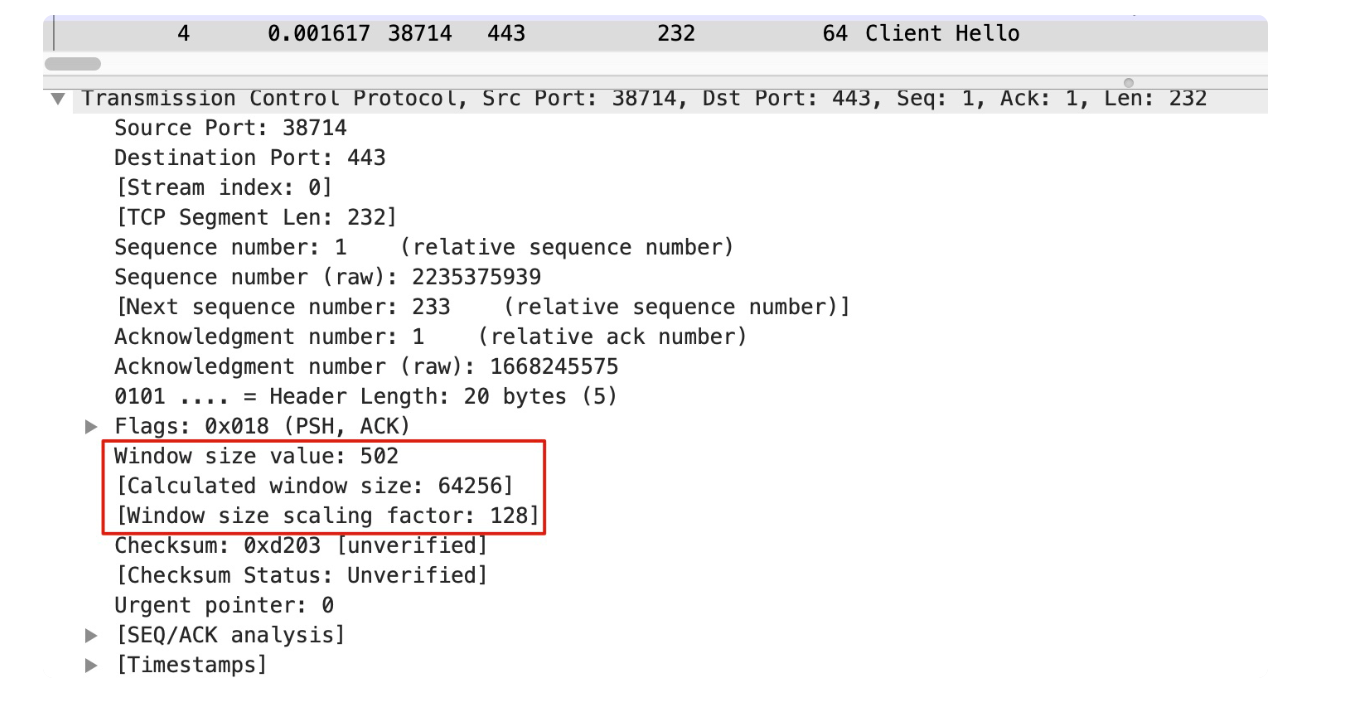 4 0.001617 38714 443 232 64 Client Hello
Transmission Control Protocol, Src Port: 38714, Dst Port: 443, Seq: 1, Ack: 1, Len: 232
Source Port: 38714
Destination Port: 443
[Stream index: 0]
[TCP Segment Len: 232]
Sequence number: 1 (relative sequence number)
Sequence number (raw): 2235375939
[Next sequence number: 233 (relative sequence number)]
Acknowledgment number: 1 (relative ack number)
Acknowledgment number (raw): 1668245575
0101 .... = Header Length: 20 bytes (5)
Flags: 0x018 (PSH, ACK)
Window size value: 502
[Calculated window size: 64256]
[Window size scaling factor: 128]
Checksum: 0xd203 [unverified]
[Checksum Status: Unverified]
Urgent pointer: 0
[SEQ/ACK analysis]
[Timestamps]